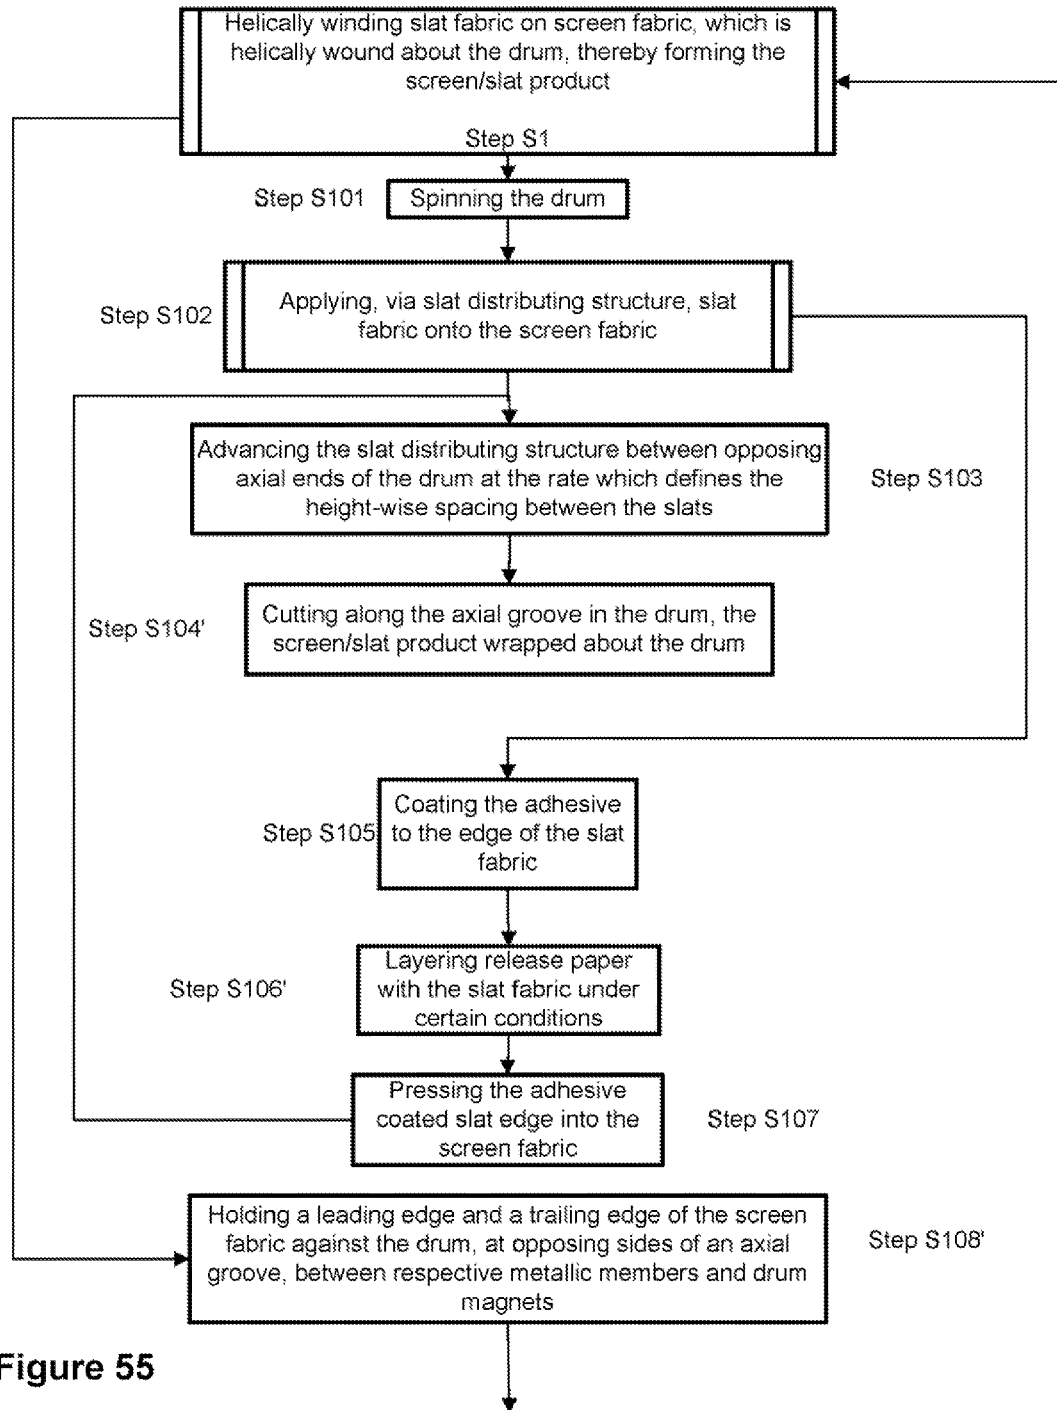 Helically winding slat fabric on screen fabric, which is
helically wound about the drum, thereby forming the
screen/slat product
Step S1
Step S101
Spinning the drum
Step S102
Applying, via slat distributing structure, slat
fabric onto the screen fabric
Advancing the slat distributing structure between opposing
axial ends of the drum at the rate which defines the
height-wise spacing between the slats
Step S103
Step S104'
Cutting along the axial groove in the drum, the
screen/slat product wrapped about the drum
Step S105
Coating the adhesive
to the edge of the slat
fabric
Step S106'
Layering release paper
with the slat fabric under
certain conditions
Pressing the adhesive
coated slat edge into the
screen fabric
Step S107
Holding a leading edge and a trailing edge of the screen
fabric against the drum, at opposing sides of an axial
groove, between respective metallic members and drum
magnets
Step S108'
Figure 55